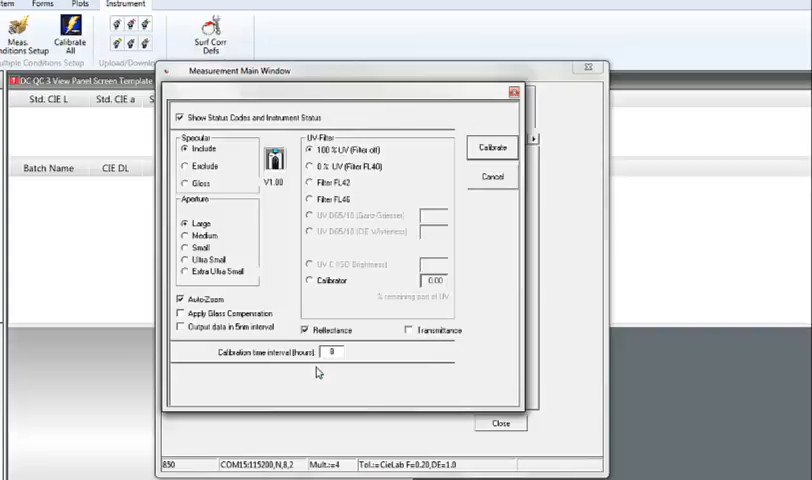 stem Forms Plots Instrument
Meas. Calibrate Surf Corr
nditions Setup All Defs
ultiple Conditions Setup Upload/Downlo
Measurement Main Window
DC QC 3 View Panel Screen Template
Std. CIE L Std. CIE a S
Show Status Codes and Instrument Status
Specular UV-Filter
Include 100 % UV (Filter off) Calibrate
Exclude 0 % UV (Filter FL40)
Batch Name CIE DL
Gloss V1.00 Filter FL42 Cancel
Aperture Filter FL46
Large UV D65/10 (Ganz Griesser)
Medium UV D65/10 (CIE Whiteness)
Small
Ultra Small UV C (ISO Brightness)
Extra Ultra Small Calibrator 0.00
Auto-Zoom % remaining part of UV
Apply Glass Compensation
Output data in 5nm interval Reflectance Transmittance
Calibration time interval (hours): 8
Close
850 COM15:115200,N,8,2 Mult.:=4 Tol.:=CieLab F=0.20,DE=1.0